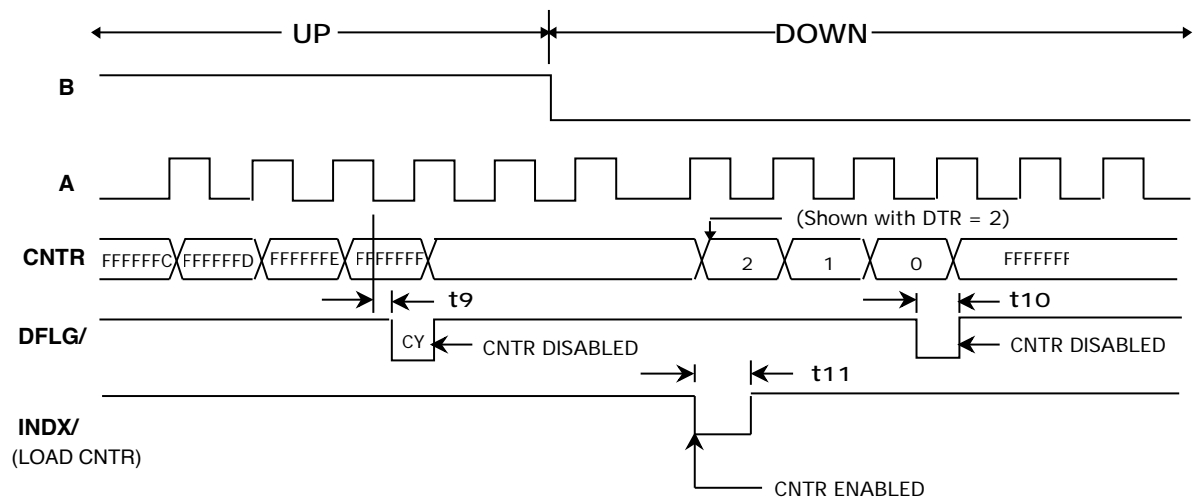 UP DOWN
B
A
(Shown with DTR = 2)
CNTR FFFFFFC FFFFFFD FFFFFFE FFFFFFF 2 1 0 FFFFFFF
t9 t10
DFLG/ CY CNTR DISABLED CNTR DISABLED
t11
INDX/
(LOAD CNTR)
CNTR ENABLED